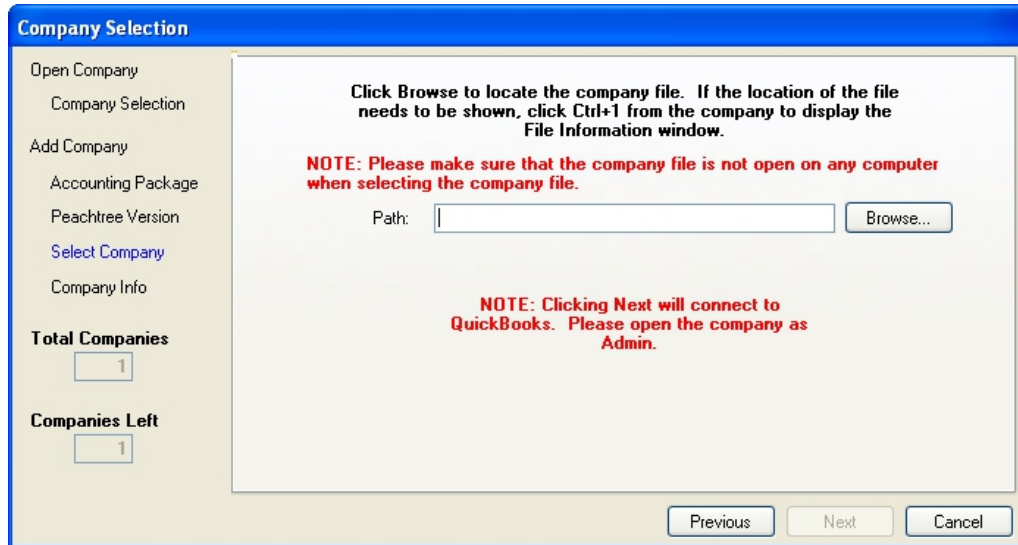 Company Selection
Open Company
Company Selection
Add Company
Accounting Package
Peachtree Version
Select Company
Company Info
Total Companies
1
Companies Left
1
Click Browse to locate the company file. If the location of the file
needs to be shown, click Ctrl+1 from the company to display the
File Information window.
NOTE: Please make sure that the company file is not open on any computer
when selecting the company file.
Path:
Browse...
NOTE: Clicking Next will connect to
QuickBooks. Please open the company as
Admin.
Previous
Next
Cancel